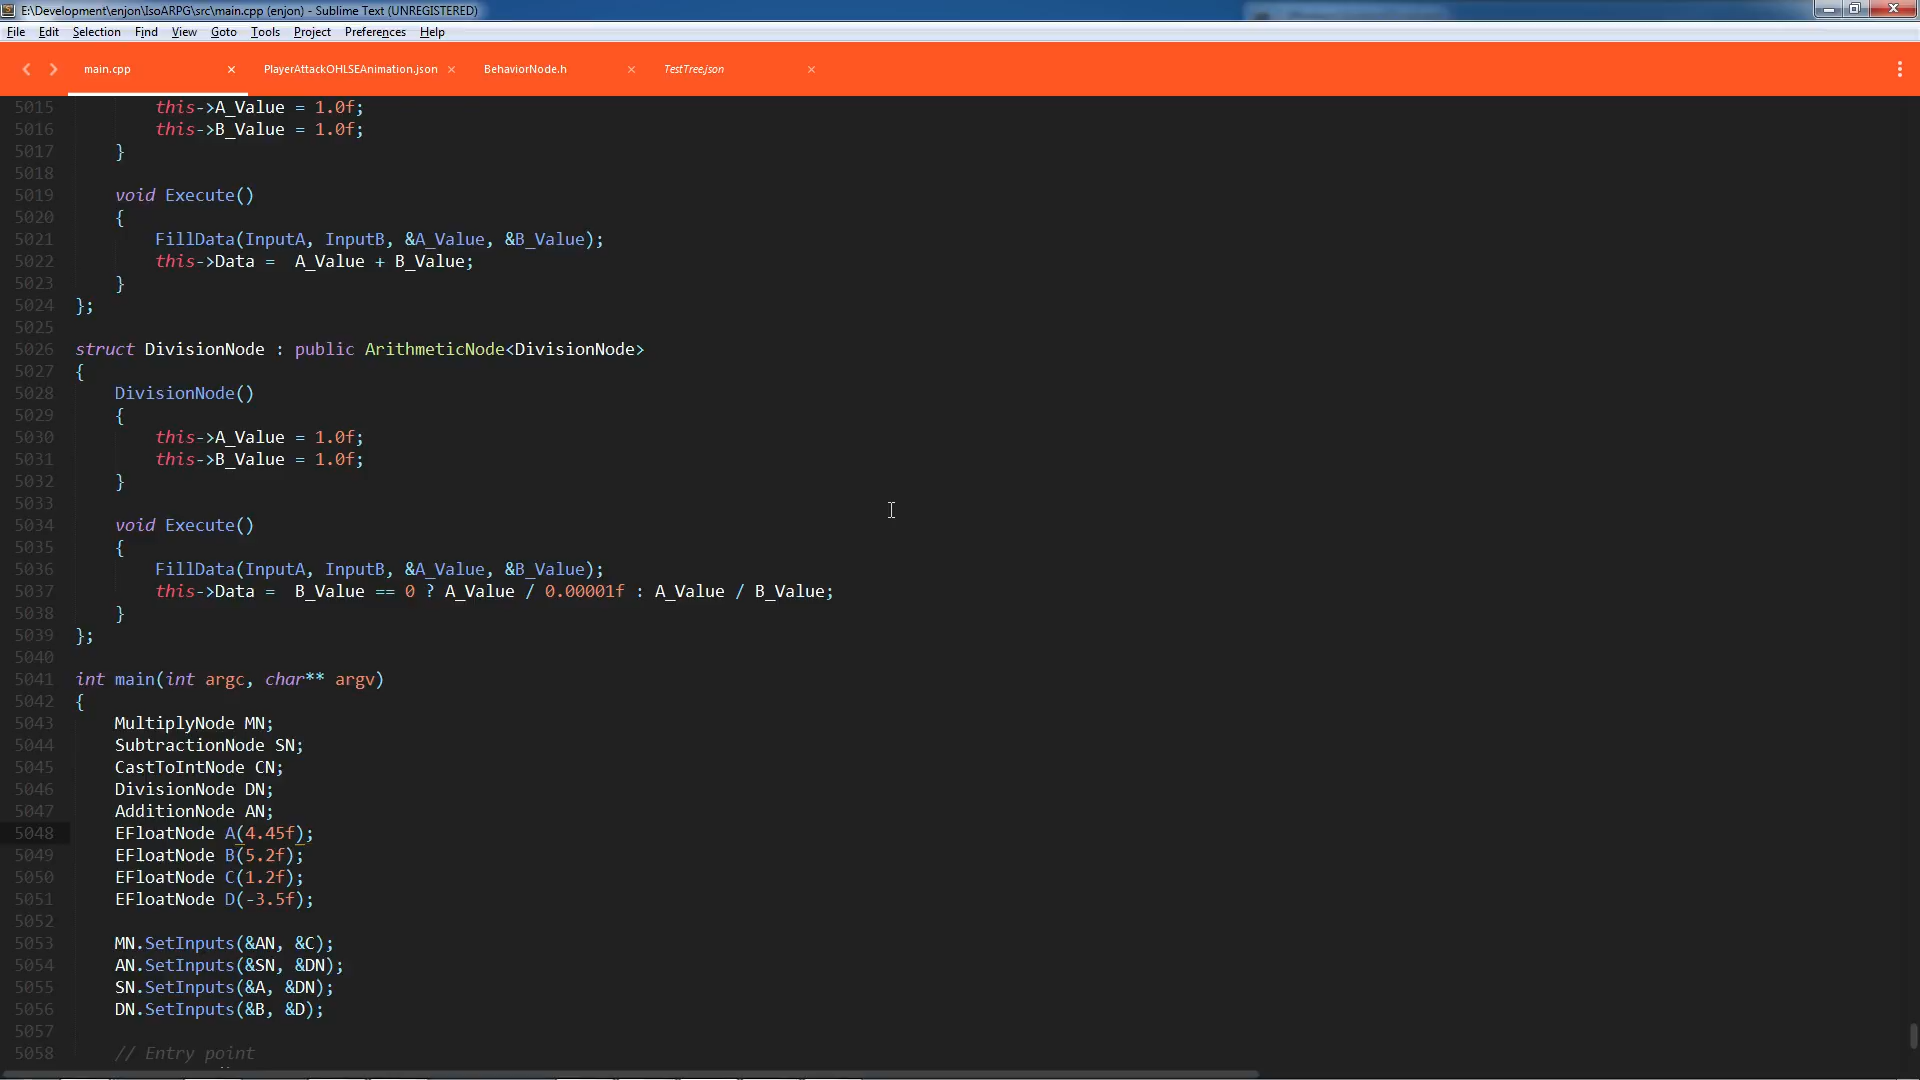 E:\Development\enjon\IsoARPG\src\main.cpp (enjon) - Sublime Text (UNREGISTERED)
File Edit Selection Find View Goto Tools Project Preferences Help
main.cpp PlayerAttackOHLSEAnimation.json BehaviorNode.h TestTree.json
5015 this->A_Value = 1.0f;
5016 this->B_Value = 1.0f;
5017 }
5018
5019 void Execute()
5020 {
5021 FillData(InputA, InputB, &A_Value, &B_Value);
5022 this->Data =  A_Value + B_Value;
5023 }
5024 };
5025
5026 struct DivisionNode : public ArithmeticNode<DivisionNode>
5027 {
5028 DivisionNode()
5029 {
5030 this->A_Value = 1.0f;
5031 this->B_Value = 1.0f;
5032 }
5033
5034 void Execute()
5035 {
5036 FillData(InputA, InputB, &A_Value, &B_Value);
5037 this->Data =  B_Value == 0 ? A_Value / 0.00001f : A_Value / B_Value;
5038 }
5039 };
5040
5041 int main(int argc, char** argv)
5042 {
5043 MultiplyNode MN;
5044 SubtractionNode SN;
5045 CastToIntNode CN;
5046 DivisionNode DN;
5047 AdditionNode AN;
5048 EFloatNode A(4.45f);
5049 EFloatNode B(5.2f);
5050 EFloatNode C(1.2f);
5051 EFloatNode D(-3.5f);
5052
5053 MN.SetInputs(&AN, &C);
5054 AN.SetInputs(&SN, &DN);
5055 SN.SetInputs(&A, &DN);
5056 DN.SetInputs(&B, &D);
5057
5058 // Entry point